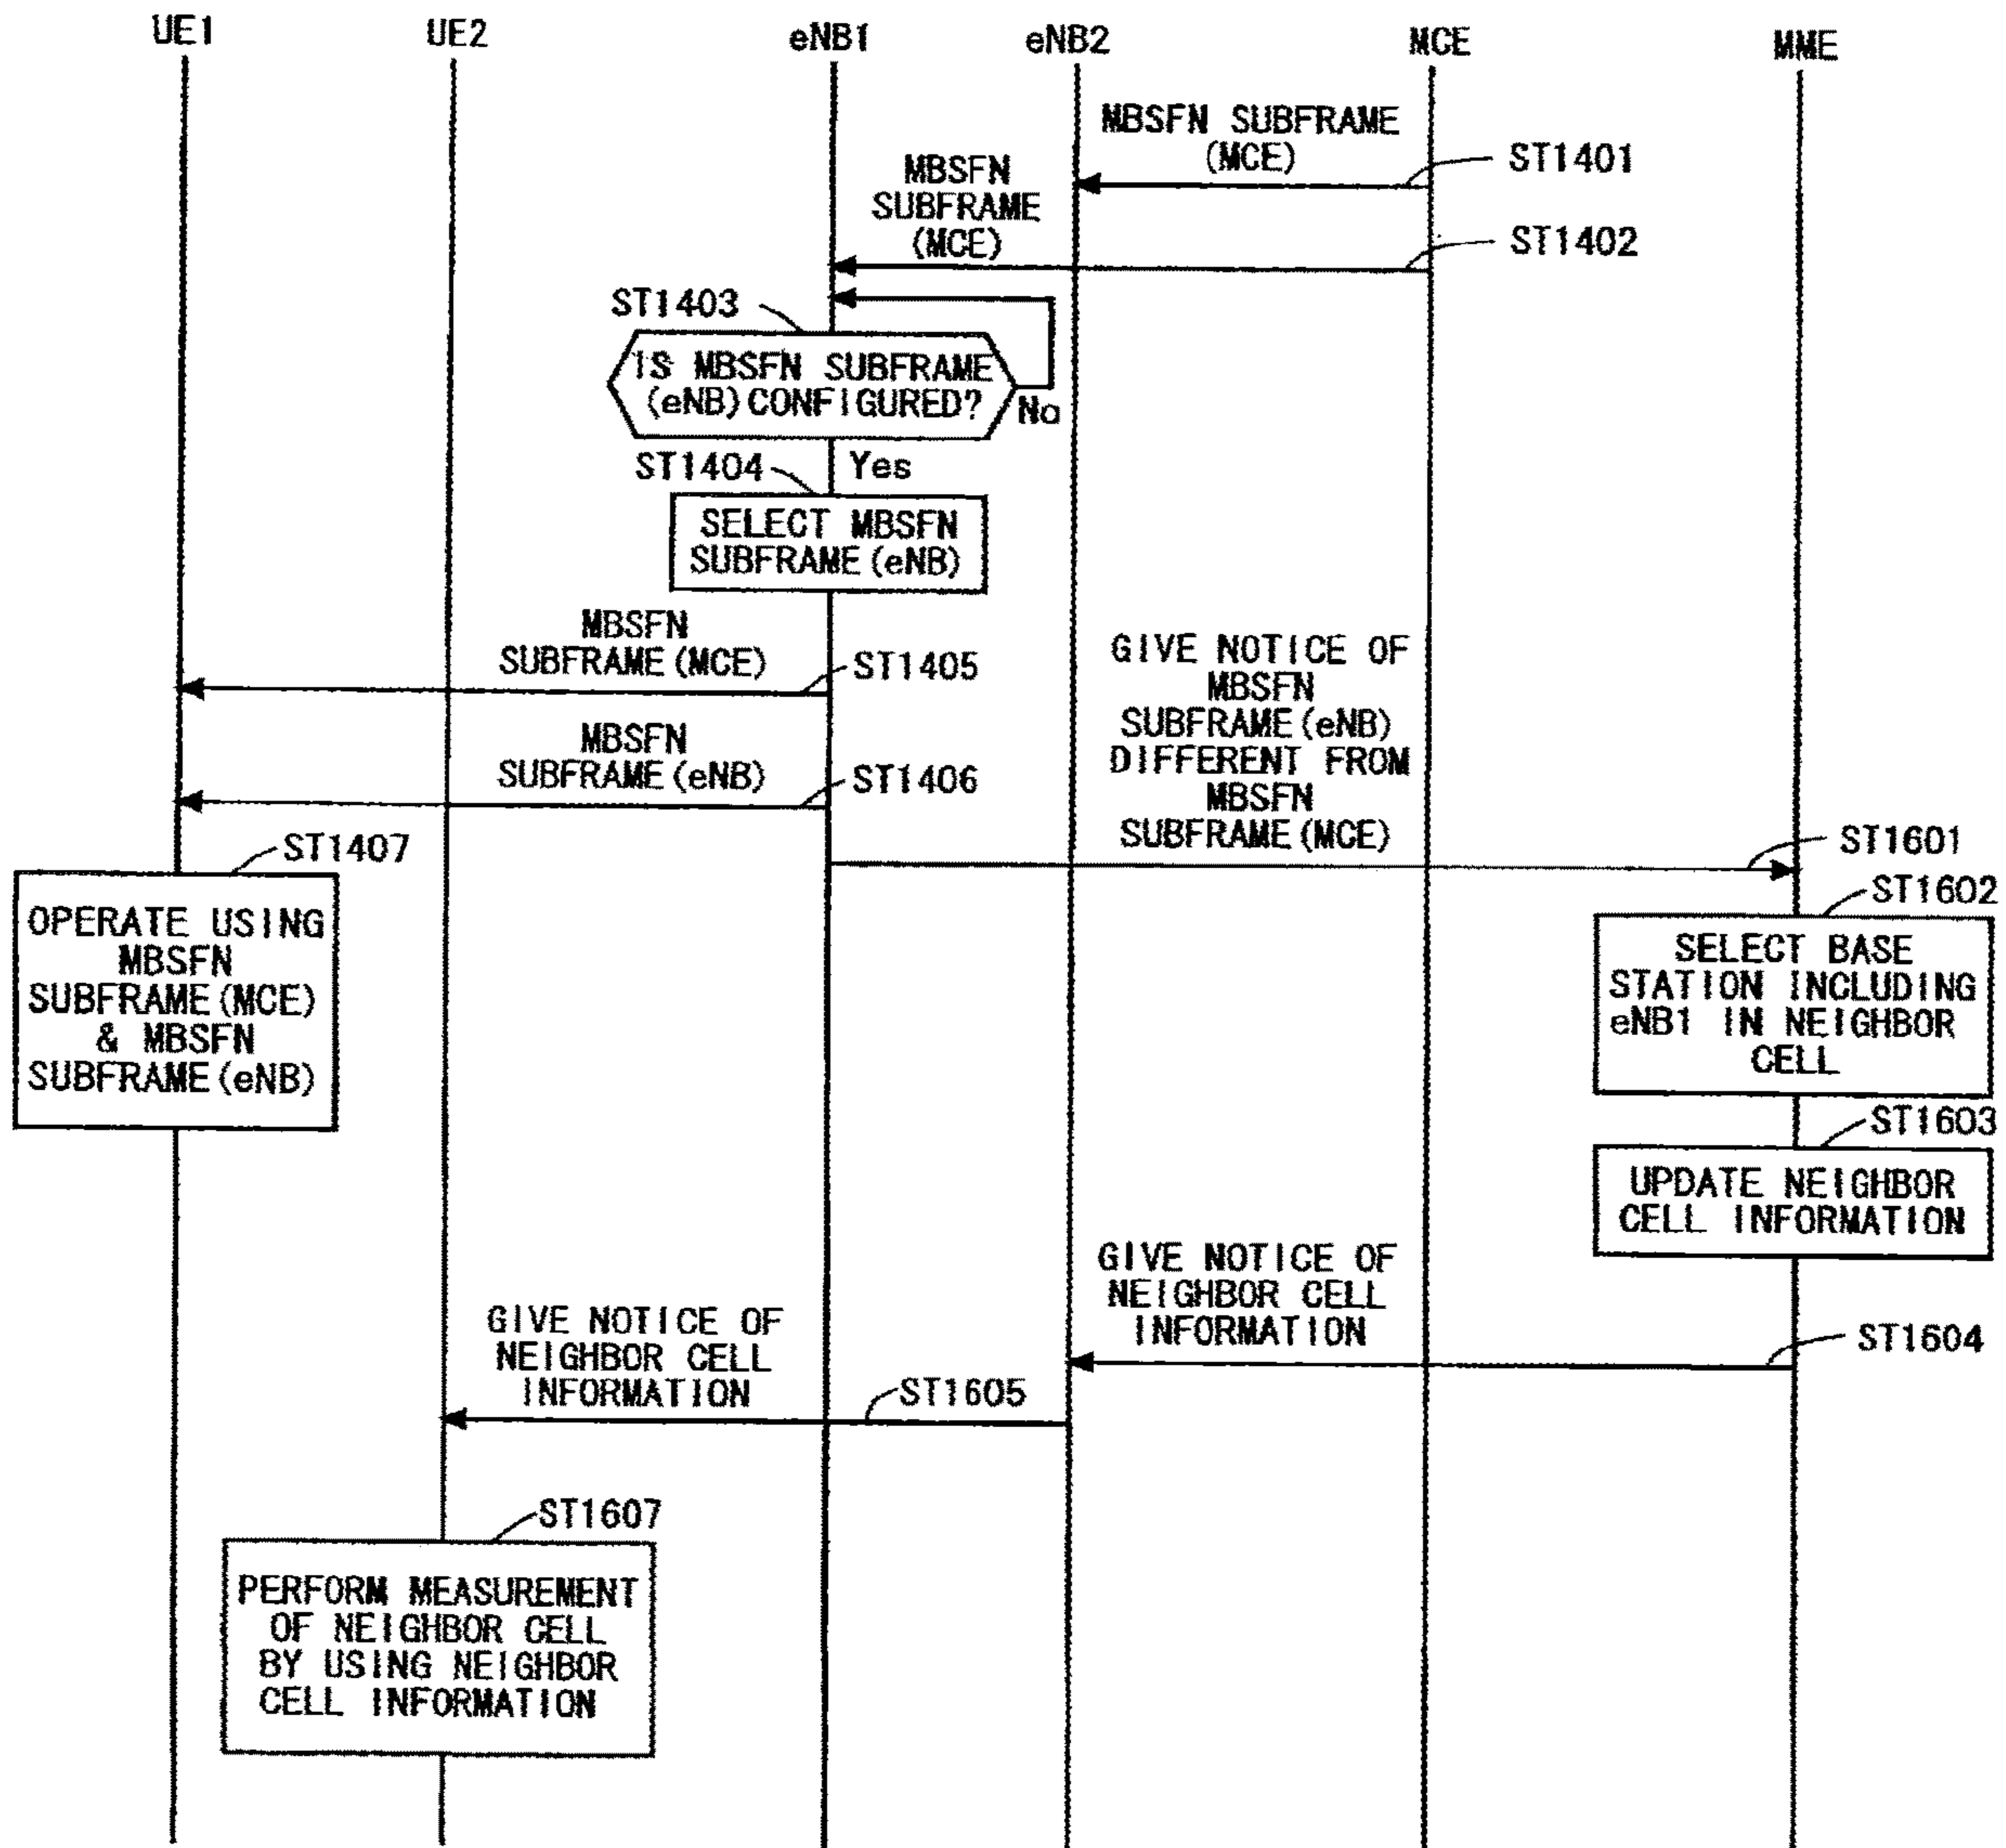 UE1
UE2
eNB1
eNB2
MCE
MME
MBSFN SUBFRAME
(MCE)
ST1401
MBSFN
SUBFRAME
(MCE)
ST1402
ST1403
IS MBSFN SUBFRAME
(eNB)CONFIGURED?
No
ST1404
Yes
SELECT MBSFN
SUBFRAME(eNB)
MBSFN
SUBFRAME(MCE)
ST1405
MBSFN
SUBFRAME(eNB)
ST1406
GIVE NOTICE OF
MBSFN
SUBFRAME(eNB)
DIFFERENT FROM
MBSFN
SUBFRAME(MCE)
ST1601
ST1407
OPERATE USING
MBSFN
SUBFRAME(MCE)
& MBSFN
SUBFRAME(eNB)
ST1602
SELECT BASE
STATION INCLUDING
eNB1 IN NEIGHBOR
CELL
ST1603
UPDATE NEIGHBOR
CELL INFORMATION
GIVE NOTICE OF
NEIGHBOR CELL
INFORMATION
ST1604
GIVE NOTICE OF
NEIGHBOR CELL
INFORMATION
ST1605
ST1607
PERFORM MEASUREMENT
OF NEIGHBOR CELL
BY USING NEIGHBOR
CELL INFORMATION